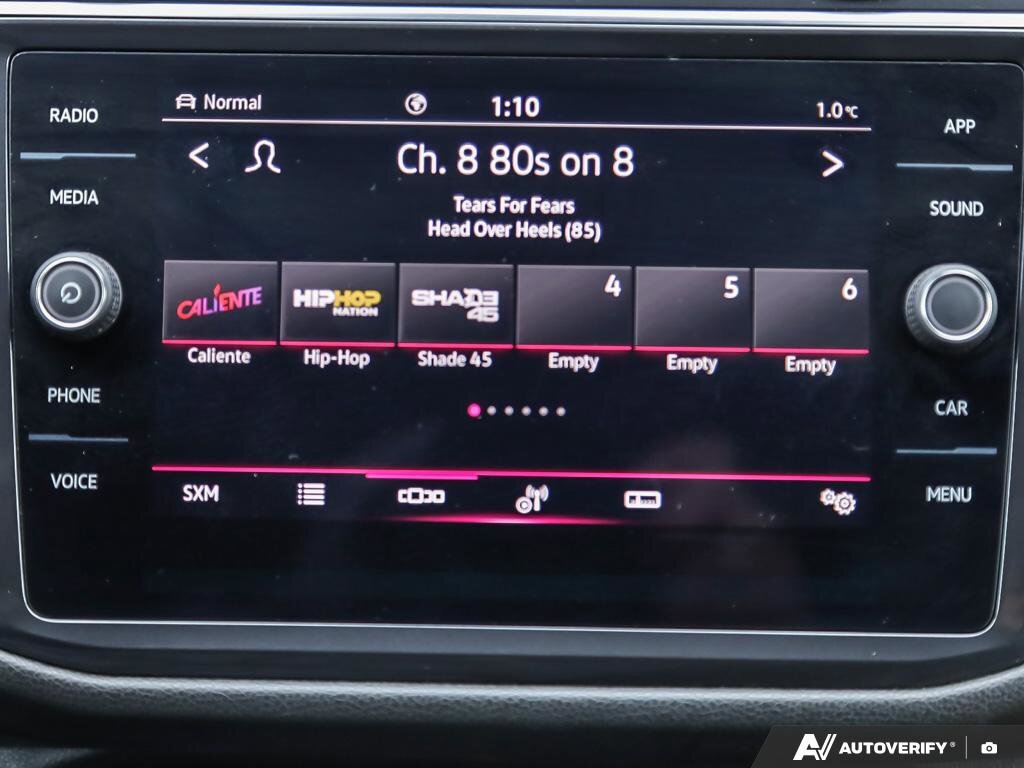 RADIO
MEDIA
PHONE
VOICE
Normal
1:10
1.0°C
< Ch. 8 80s on 8 >
Tears For Fears
Head Over Heels (85)
CALIENTE
HIPHOP
NATION
SHADE
45
4
5
6
Caliente
Hip-Hop
Shade 45
Empty
Empty
Empty
SXM
APP
SOUND
CAR
MENU
AV AUTOVERIFY®